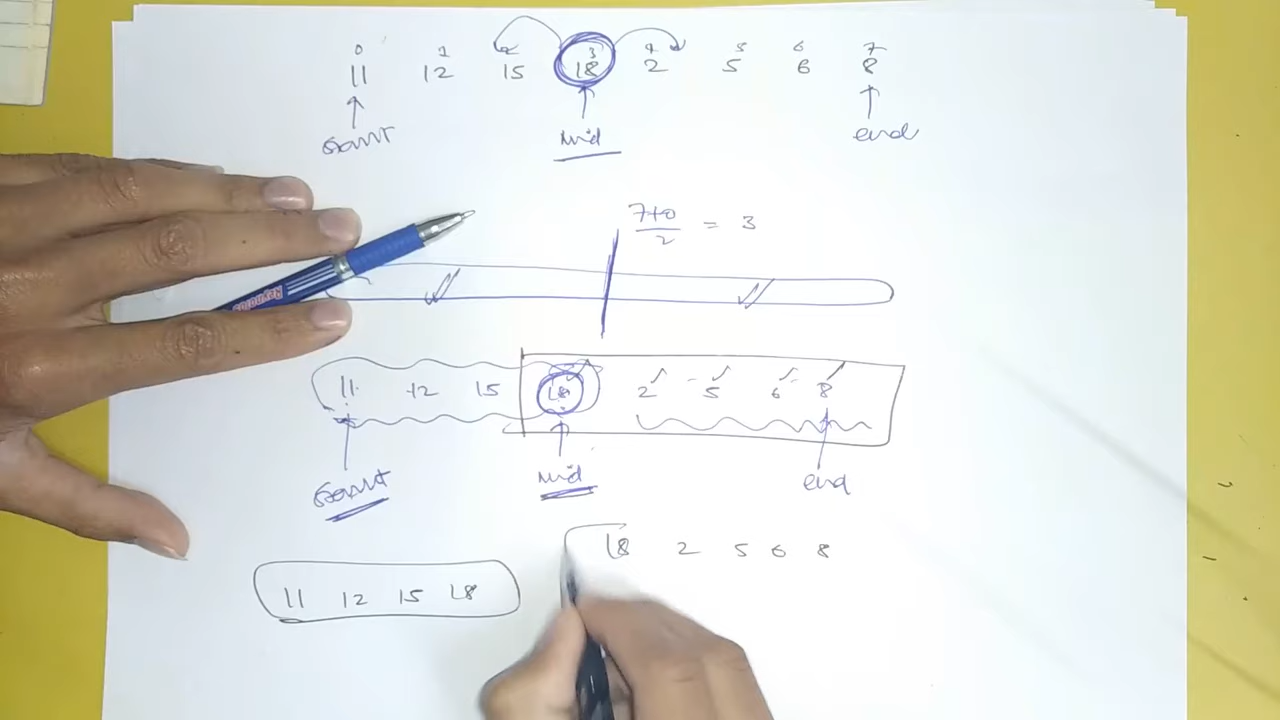 0 1 2 3 4 5 6 7
11 12 15 18 2 5 6 8
start mid end
7+0
2 = 3
11 12 15 18 2 5 6 8
start mid end
18 2 5 6 8
11 12 15 18
Reynolds